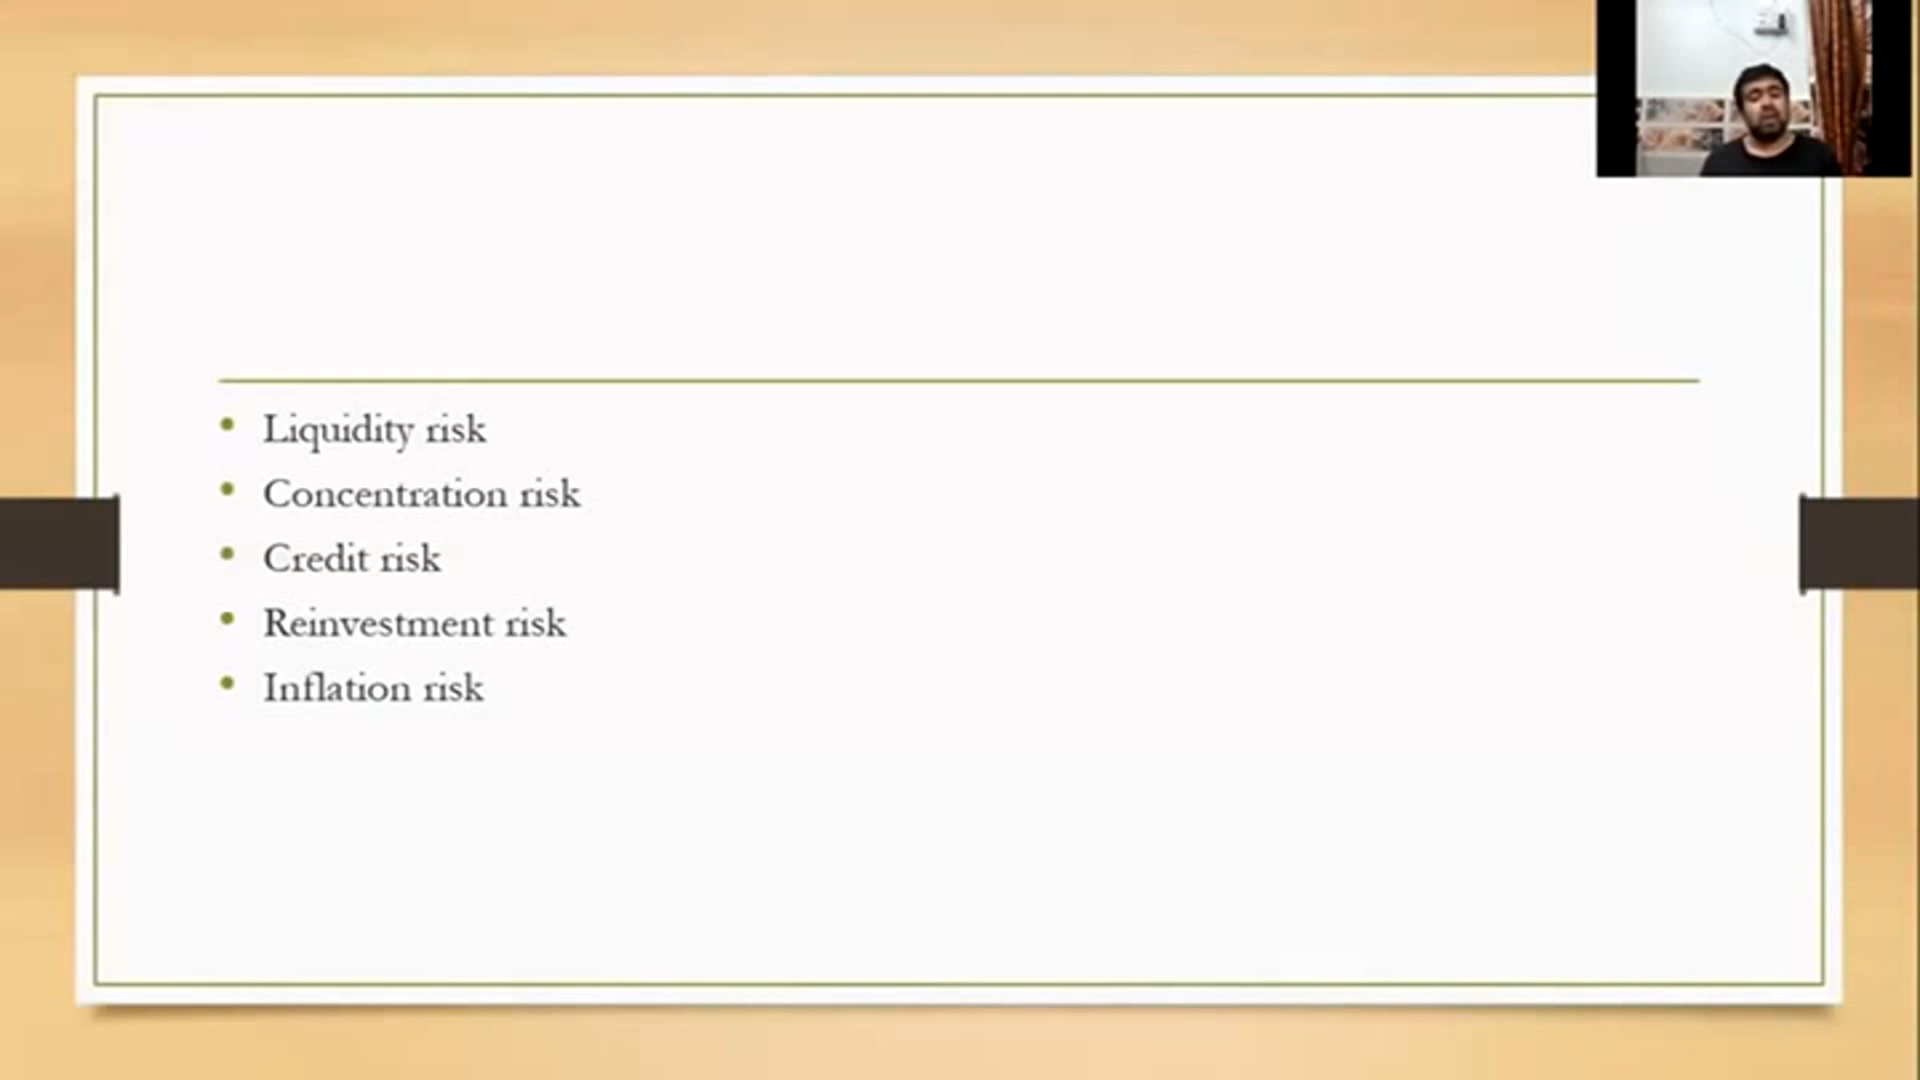 Liquidity risk
Concentration risk
Credit risk
Reinvestment risk
Inflation risk